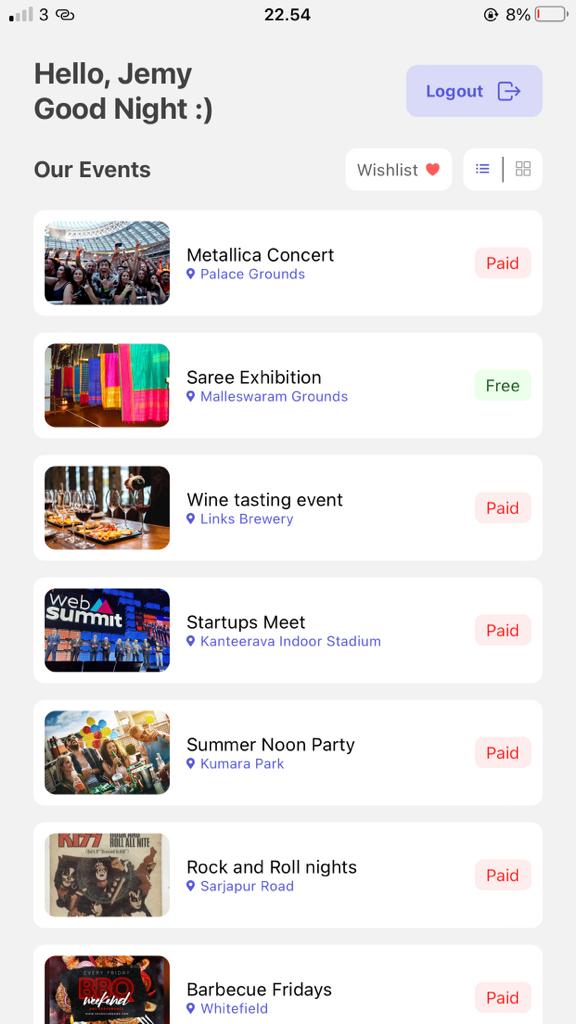 3
22.54
8%
Hello, Jemy
Good Night :)
Logout
Our Events
Wishlist
Metallica Concert
Palace Grounds
Paid
Saree Exhibition
Malleswaram Grounds
Free
Wine tasting event
Links Brewery
Paid
web
summit
Startups Meet
Kanteerava Indoor Stadium
Paid
Summer Noon Party
Kumara Park
Paid
KISS
ROCK AND
ROLL ALL NITE
Rock and Roll nights
Sarjapur Road
Paid
EVERY FRIDAY
BBQ
weekend
Barbecue Fridays
Whitefield
Paid